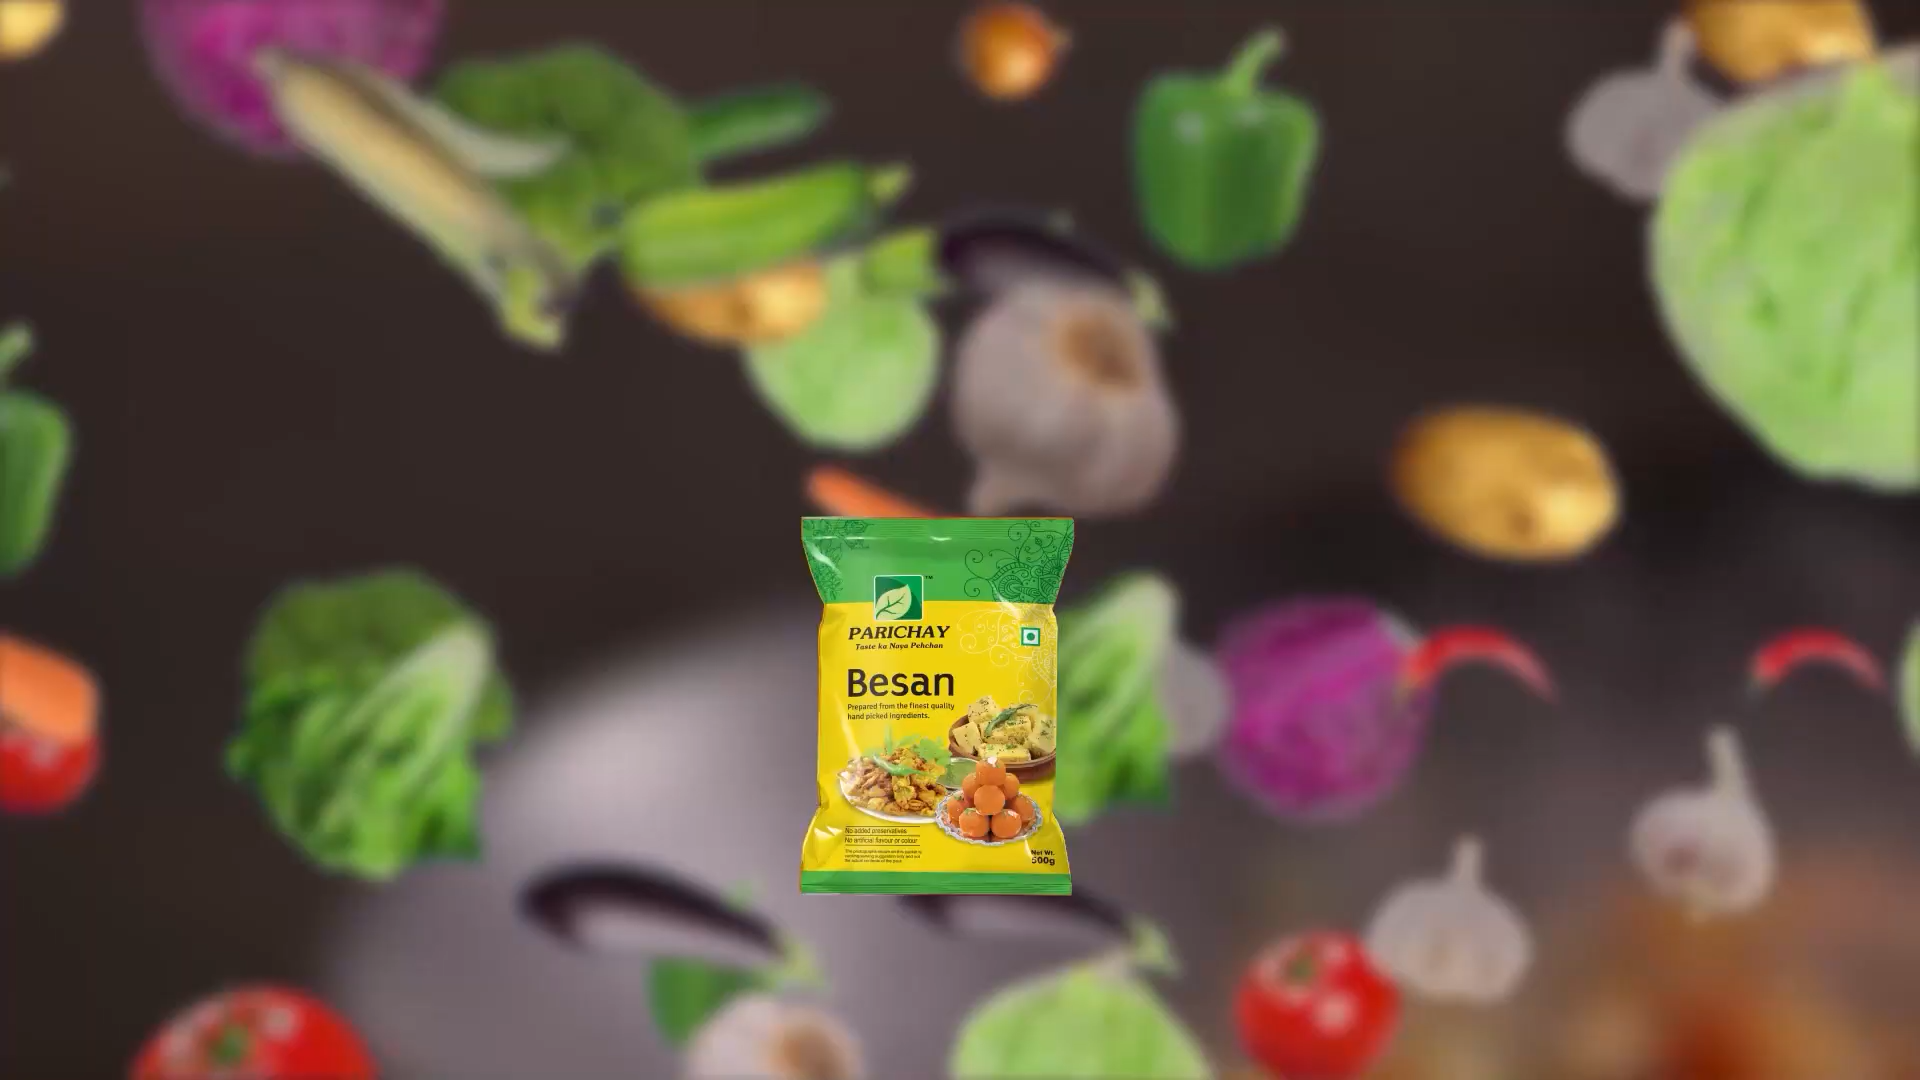 PARICHAY
Taste ka Naya Pehchan
Besan
Prepared from the finest quality
hand picked ingredients.
No added preservatives
No artificial flavour or colour
Net Wt.
500g